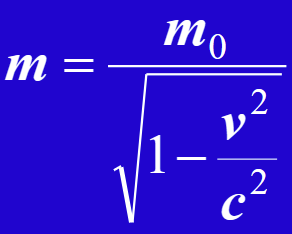 m = m₀ / √(1 − v² / c²)